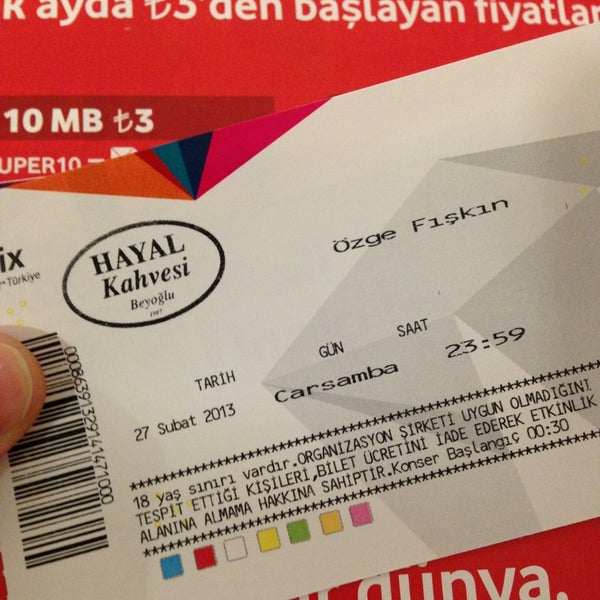 k ayda ₺3'den başlayan fiyatlar
10 MB ₺3
UPER10
ix
Türkiye
HAYAL
Kahvesi
Beyoğlu
Özge Fışkın
TARİH
GÜN
SAAT
27 Subat 2013
Carsamba
23:59
18 yaş sınırı vardır.ORGANİZASYON ŞİRKETİ UYGUN OLMADIĞINI
TESPİT ETTİĞİ KİŞİLERİ,BİLET ÜCRETİNİ İADE EDEREK ETKİNLİK
ALANINA ALMAMA HAKKINA SAHİPTİR.Konser Başlangıç 00:30
dünya.